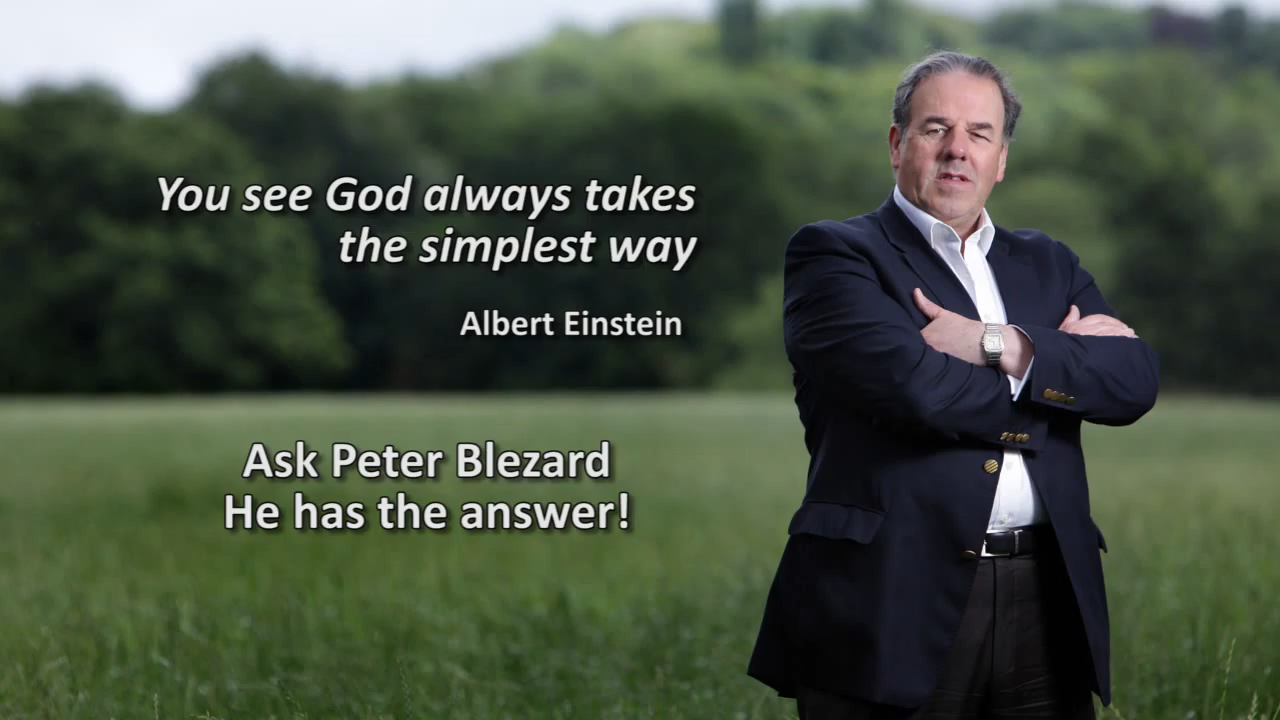 You see God always takes
the simplest way
Albert Einstein
Ask Peter Blezard
He has the answer!